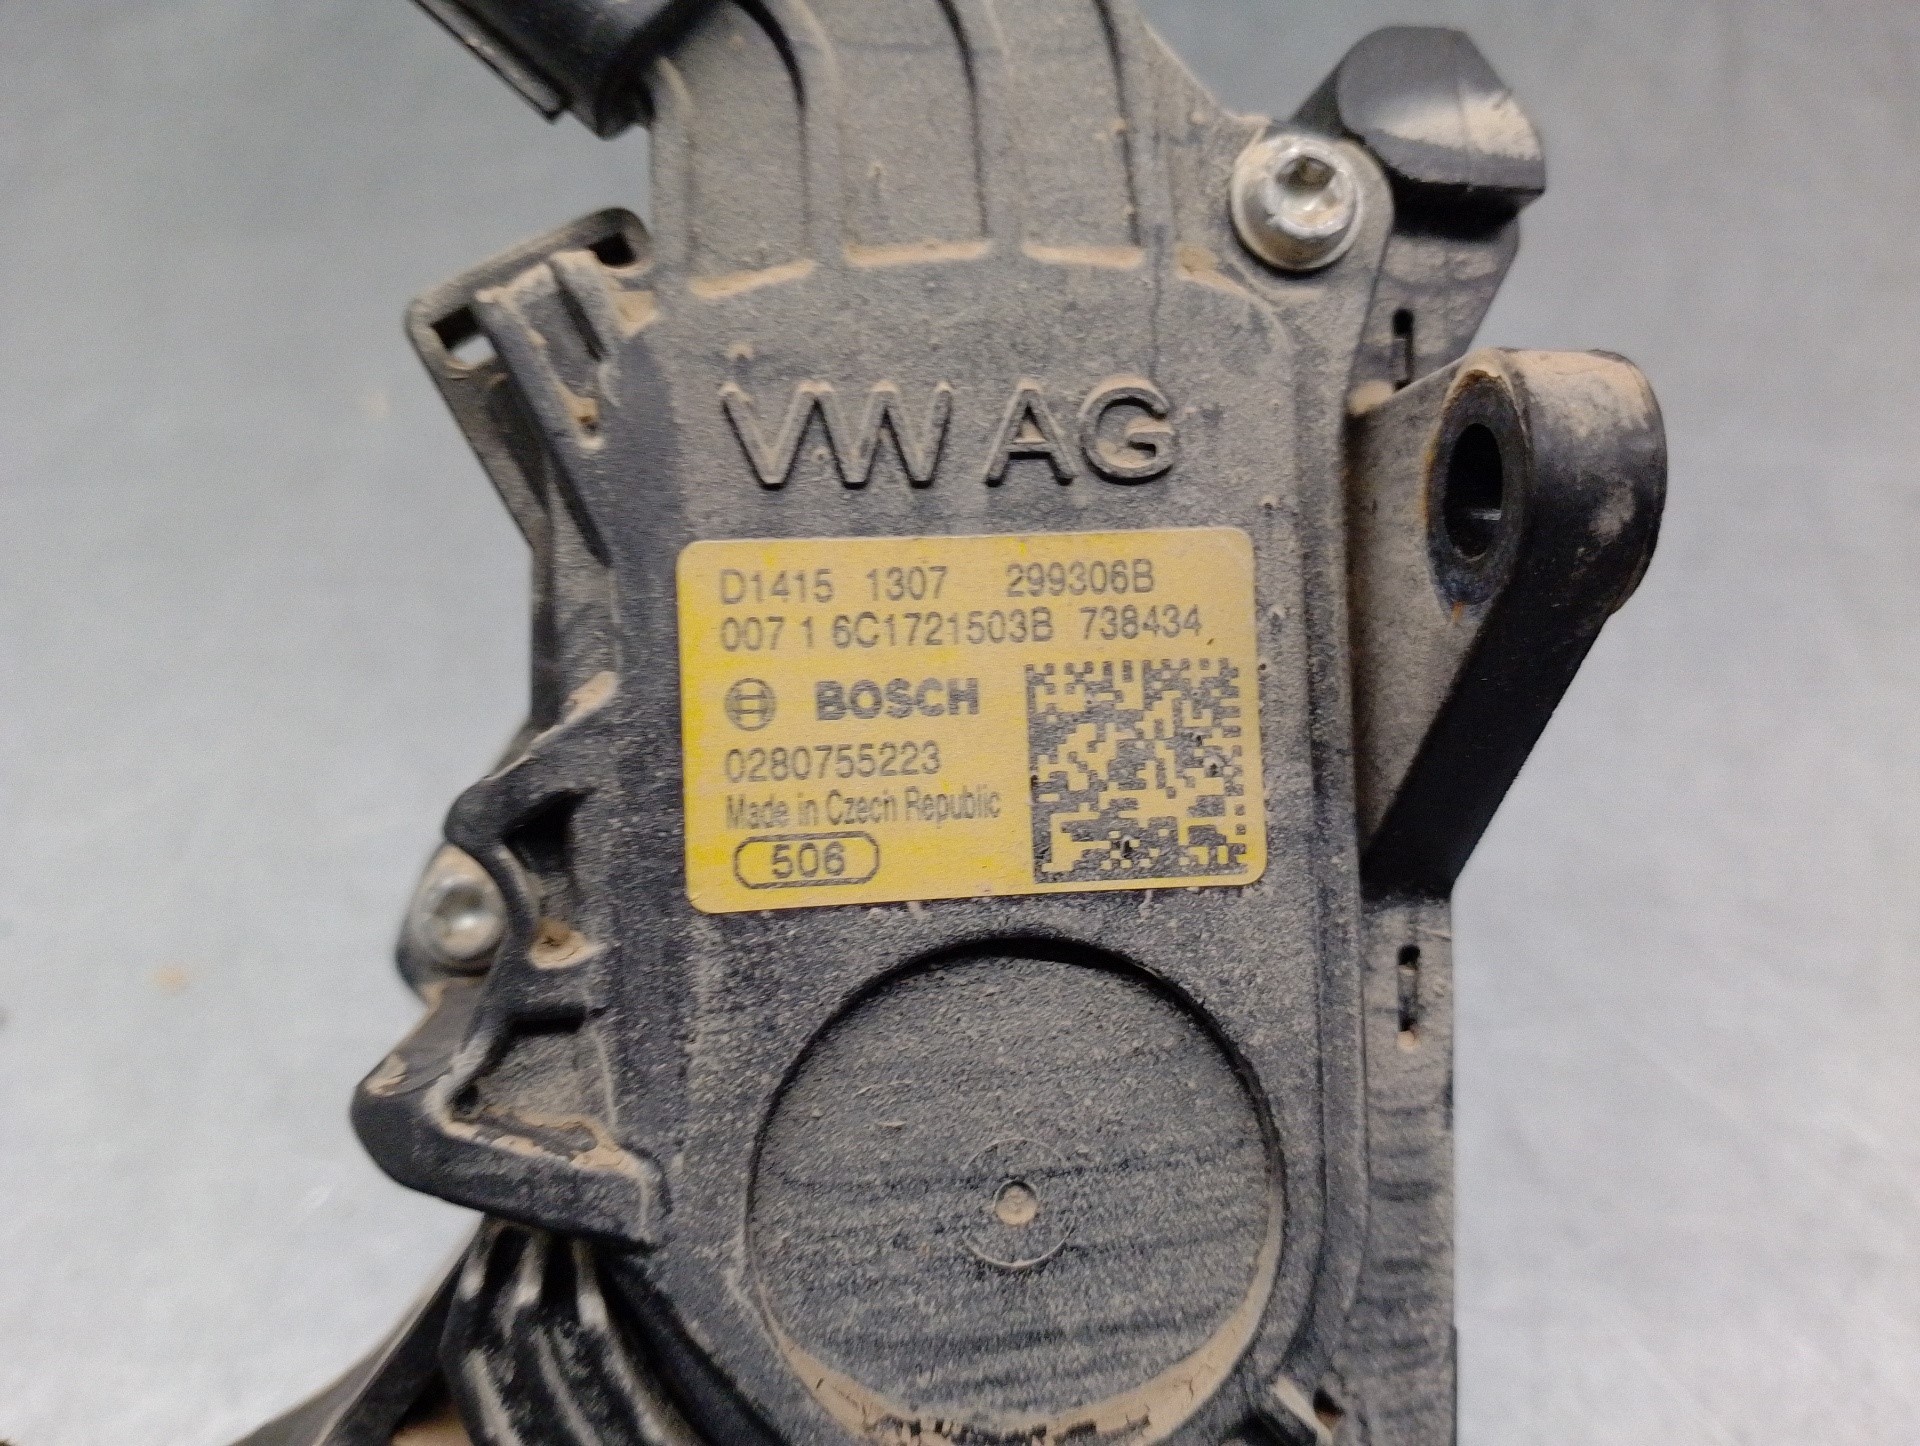 VW AG
D1415 1307 299306B
007 1 6C1721503B 738434
BOSCH
0280755223
Made in Czech Republic
506